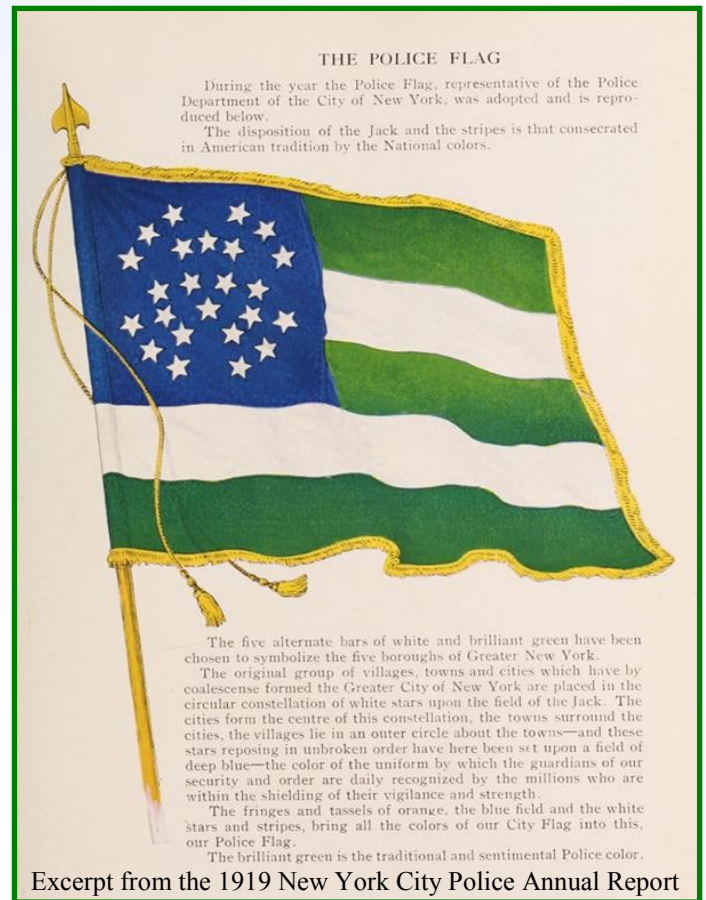 THE POLICE FLAG
During the year the Police Flag, representative of the Police
Department of the City of New York, was adopted and is repro-
duced below.
The disposition of the Jack and the stripes is that consecrated
in American tradition by the National colors.
The five alternate bars of white and brilliant green have been
chosen to symbolize the five boroughs of Greater New York.
The original group of villages, towns and cities which have by
coalescense formed the Greater City of New York are placed in the
circular constellation of white stars upon the field of the Jack. The
cities form the centre of this constellation, the towns surround the
cities, the villages lie in an outer circle about the towns—and these
stars reposing in unbroken order have here been set upon a field of
deep blue—the color of the uniform by which the guardians of our
security and order are daily recognized by the millions who are
within the shielding of their vigilance and strength.
The fringes and tassels of orange, the blue field and the white
stars and stripes, bring all the colors of our City Flag into this,
our Police Flag.
The brilliant green is the traditional and sentimental Police color.
Excerpt from the 1919 New York City Police Annual Report